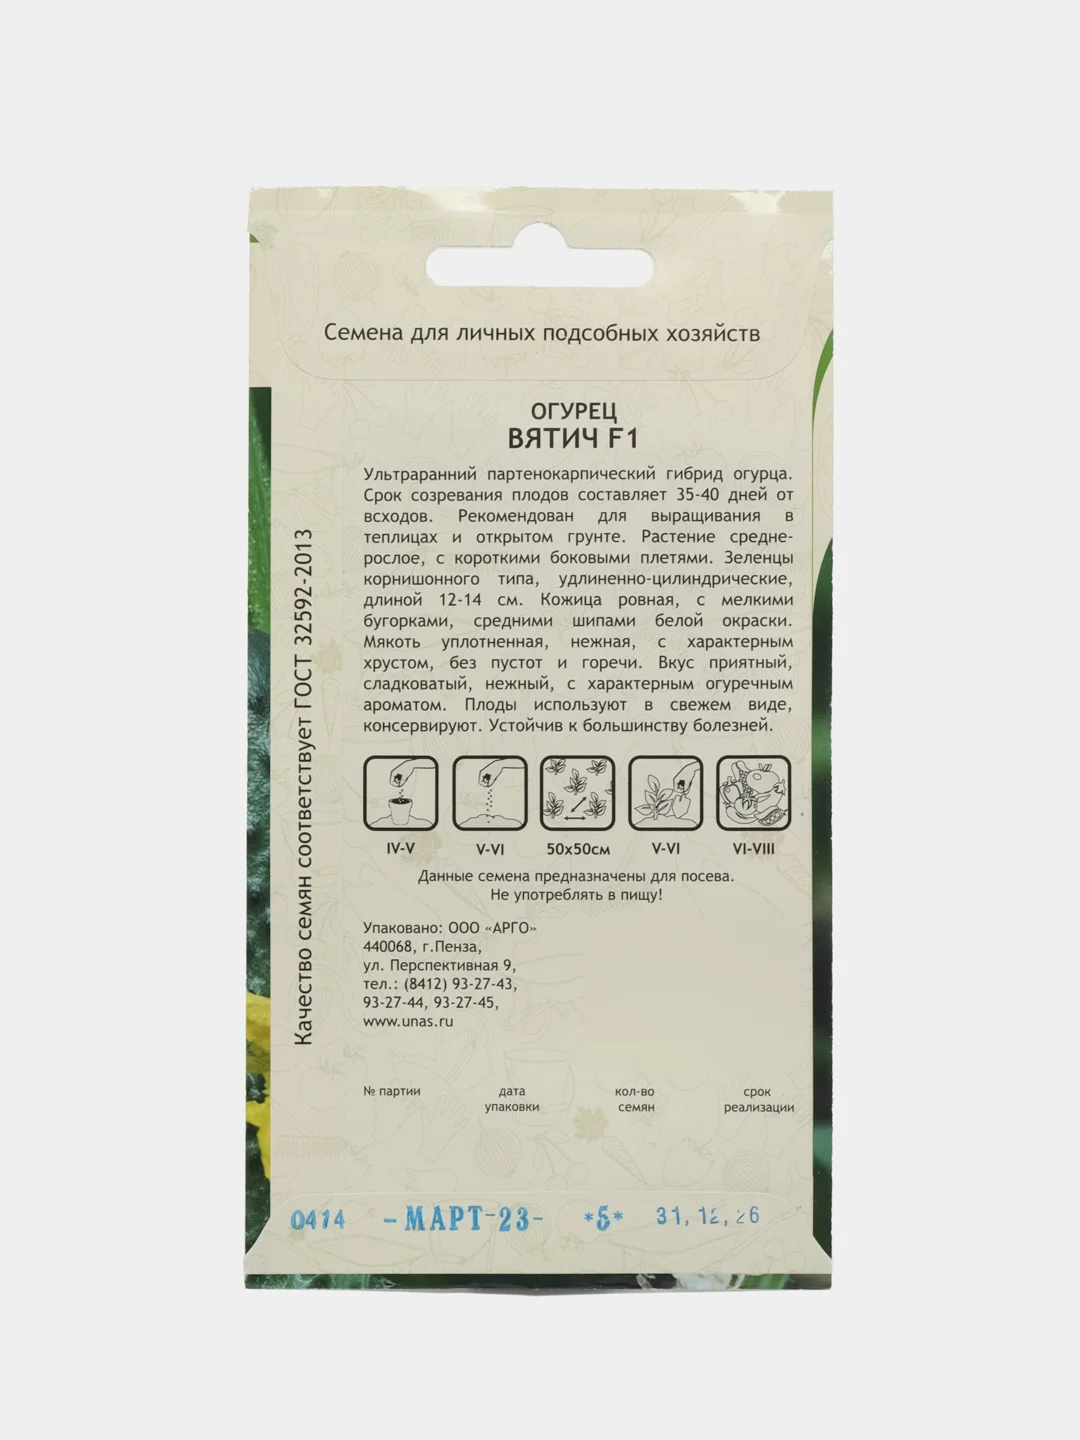 Семена для личных подсобных хозяйств
ОГУРЕЦ
ВЯТИЧ F1
Ультраранний партенокарпический гибрид огурца.
Срок созревания плодов составляет 35-40 дней от
всходов. Рекомендован для выращивания в
теплицах и открытом грунте. Растение средне-
рослое, с короткими боковыми плетями. Зеленцы
корнишонного типа, удлиненно-цилиндрические,
длиной 12-14 см. Кожица ровная, с мелкими
бугорками, средними шипами белой окраски.
Мякоть уплотненная, нежная, с характерным
хрустом, без пустот и горечи. Вкус приятный,
сладковатый, нежный, с характерным огуречным
ароматом. Плоды используют в свежем виде,
консервируют. Устойчив к большинству болезней.
IV-V V-VI 50х50см V-VI VI-VIII
Данные семена предназначены для посева.
Не употреблять в пищу!
Упаковано: ООО «АРГО»
440068, г.Пенза,
ул. Перспективная 9,
тел.: (8412) 93-27-43,
93-27-44, 93-27-45,
www.unas.ru
Качество семян соответствует ГОСТ 32592-2013
№ партии дата кол-во срок
упаковки семян реализации
0414 -МАРТ-23- *5* 31,12,26